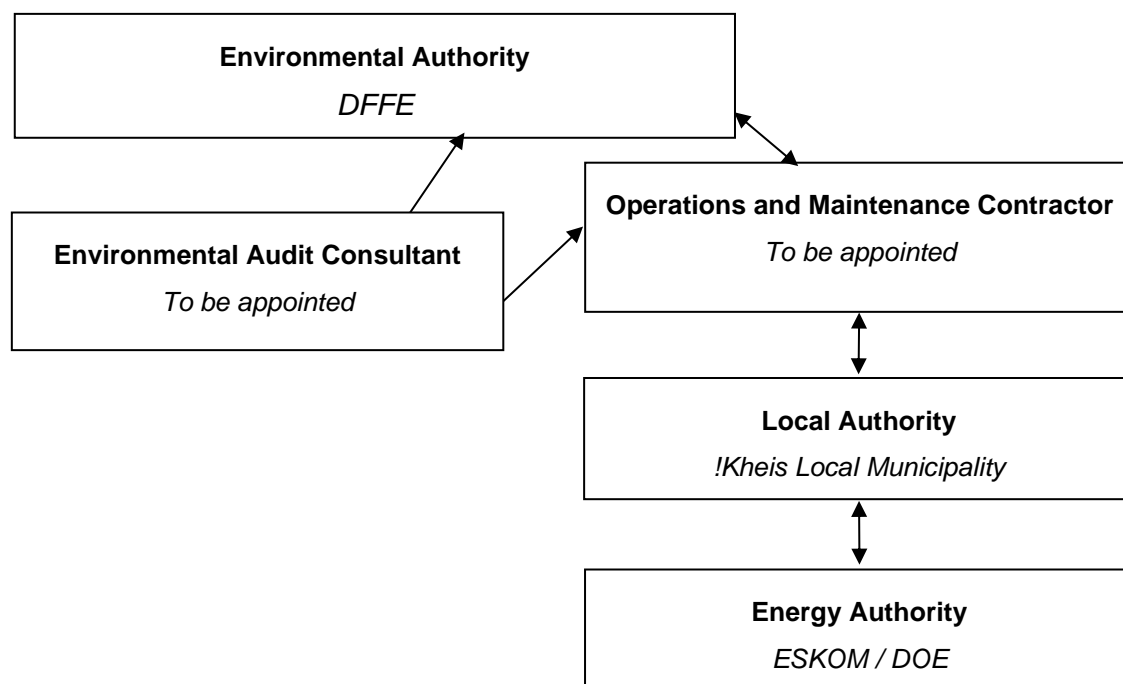 Environmental Authority
DFFE
Operations and Maintenance Contractor
To be appointed
Environmental Audit Consultant
To be appointed
Local Authority
!Kheis Local Municipality
Energy Authority
ESKOM / DOE